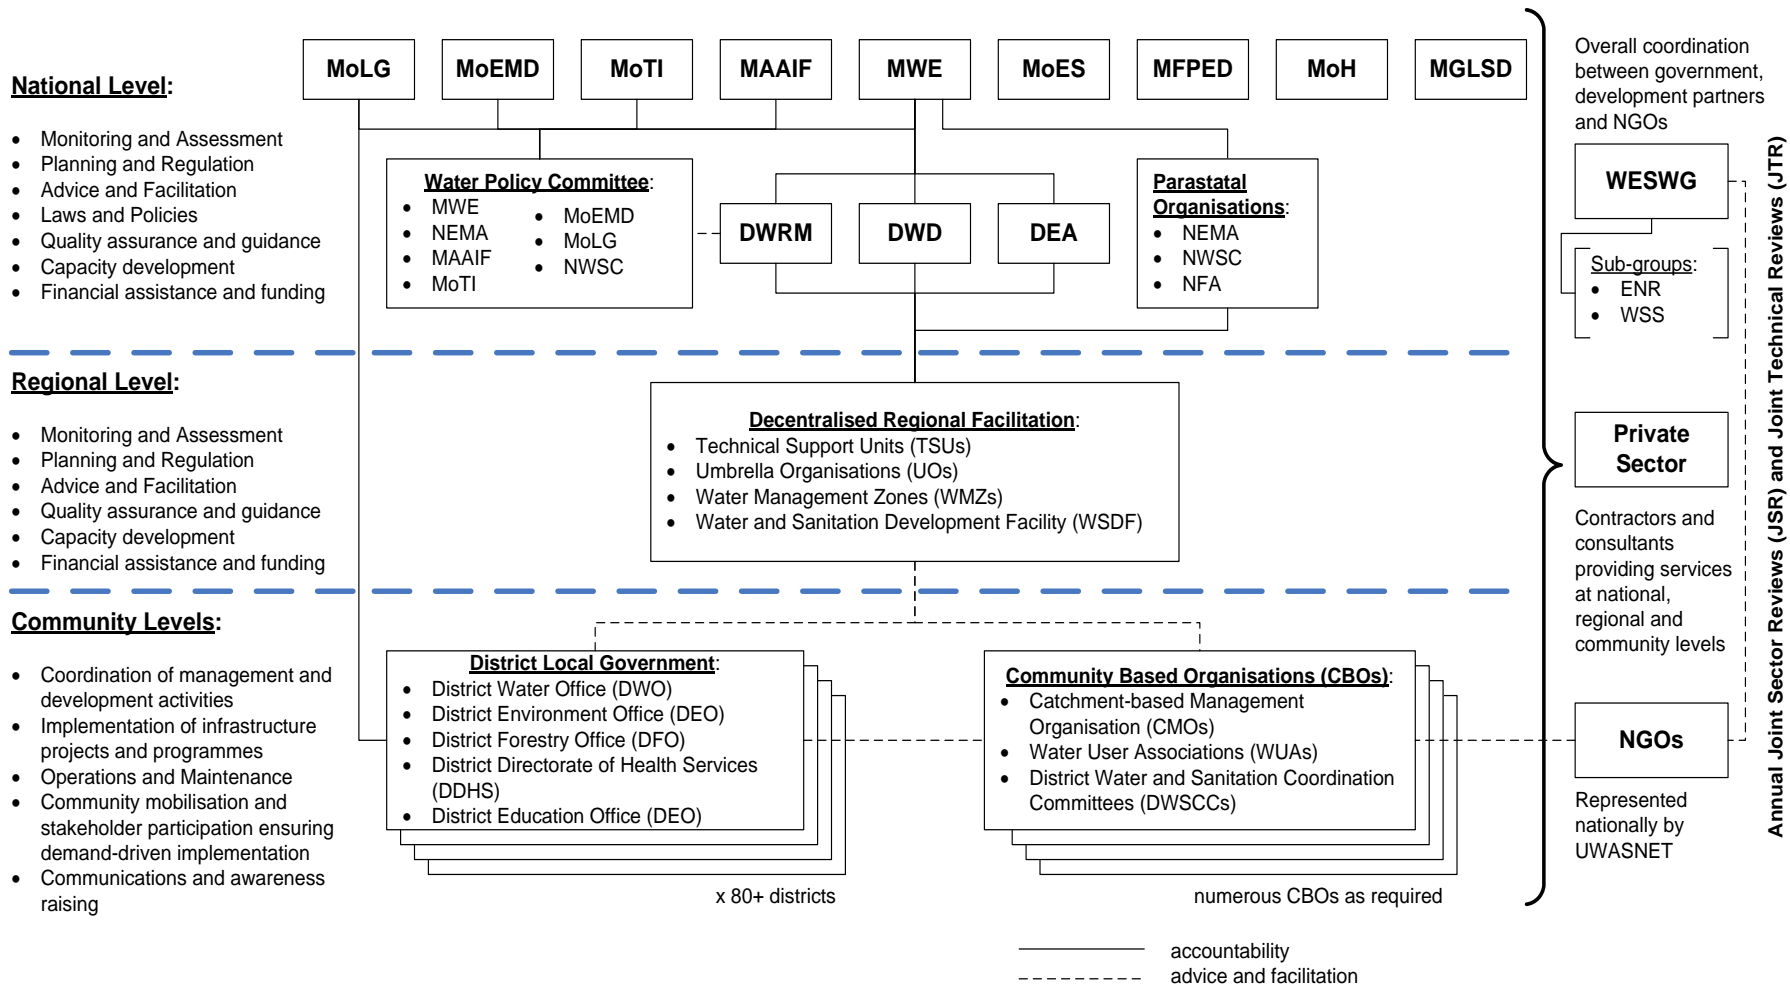 National Level:
• Monitoring and Assessment
• Planning and Regulation
• Advice and Facilitation
• Laws and Policies
• Quality assurance and guidance
• Capacity development
• Financial assistance and funding
MoLG
MoEMD
MoTI
MAAIF
MWE
MoES
MFPED
MoH
MGLSD
Water Policy Committee:
• MWE
• NEMA
• MAAIF
• MoTI
• MoEMD
• MoLG
• NWSC
DWRM
DWD
DEA
Parastatal
Organisations:
• NEMA
• NWSC
• NFA
Regional Level:
• Monitoring and Assessment
• Planning and Regulation
• Advice and Facilitation
• Quality assurance and guidance
• Capacity development
• Financial assistance and funding
Decentralised Regional Facilitation:
• Technical Support Units (TSUs)
• Umbrella Organisations (UOs)
• Water Management Zones (WMZs)
• Water and Sanitation Development Facility (WSDF)
Community Levels:
• Coordination of management and
development activities
• Implementation of infrastructure
projects and programmes
• Operations and Maintenance
• Community mobilisation and
stakeholder participation ensuring
demand-driven implementation
• Communications and awareness
raising
District Local Government:
• District Water Office (DWO)
• District Environment Office (DEO)
• District Forestry Office (DFO)
• District Directorate of Health Services
(DDHS)
• District Education Office (DEO)
x 80+ districts
Community Based Organisations (CBOs):
• Catchment-based Management
Organisation (CMOs)
• Water User Associations (WUAs)
• District Water and Sanitation Coordination
Committees (DWSCCs)
numerous CBOs as required
accountability
advice and facilitation
Overall coordination
between government,
development partners
and NGOs
WESWG
Sub-groups:
• ENR
• WSS
Private
Sector
Contractors and
consultants
providing services
at national,
regional and
community levels
NGOs
Represented
nationally by
UWASNET
Annual Joint Sector Reviews (JSR) and Joint Technical Reviews (JTR)